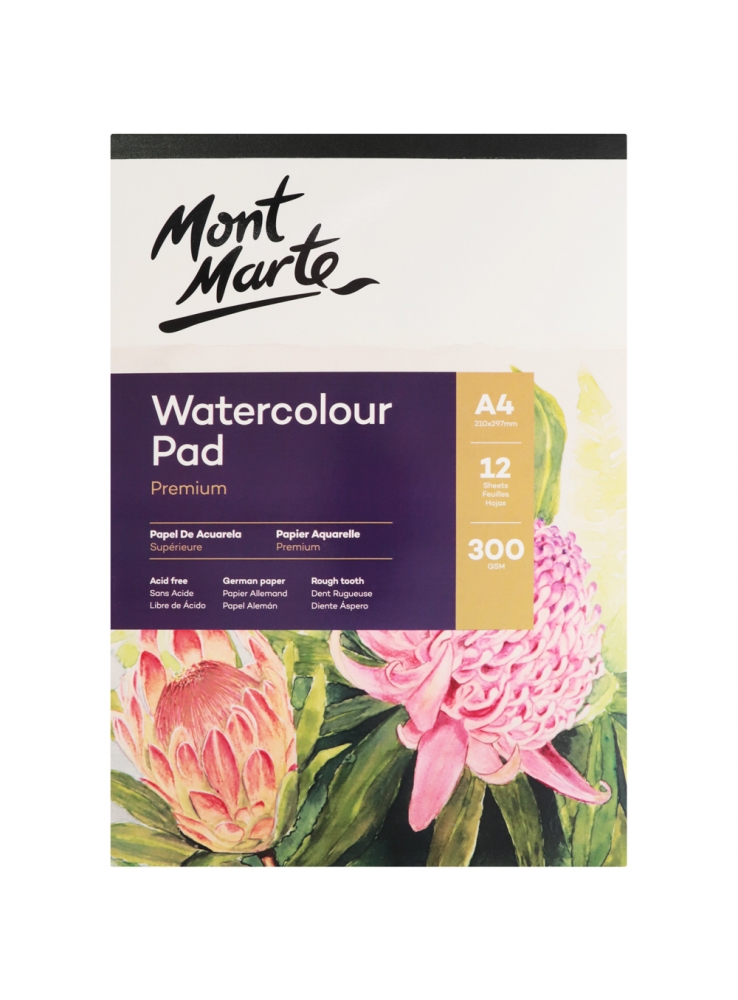 Mont
Marte
Watercolour
Pad
Premium
Papel De Acuarela
Supérieure
Papier Aquarelle
Premium
Acid free
Sans Acide
Libre de Ácido
German paper
Papier Allemand
Papel Alemán
Rough tooth
Dent Rugueuse
Diente Áspero
A4
210x297mm
12
Sheets
Feuilles
Hojas
300
GSM